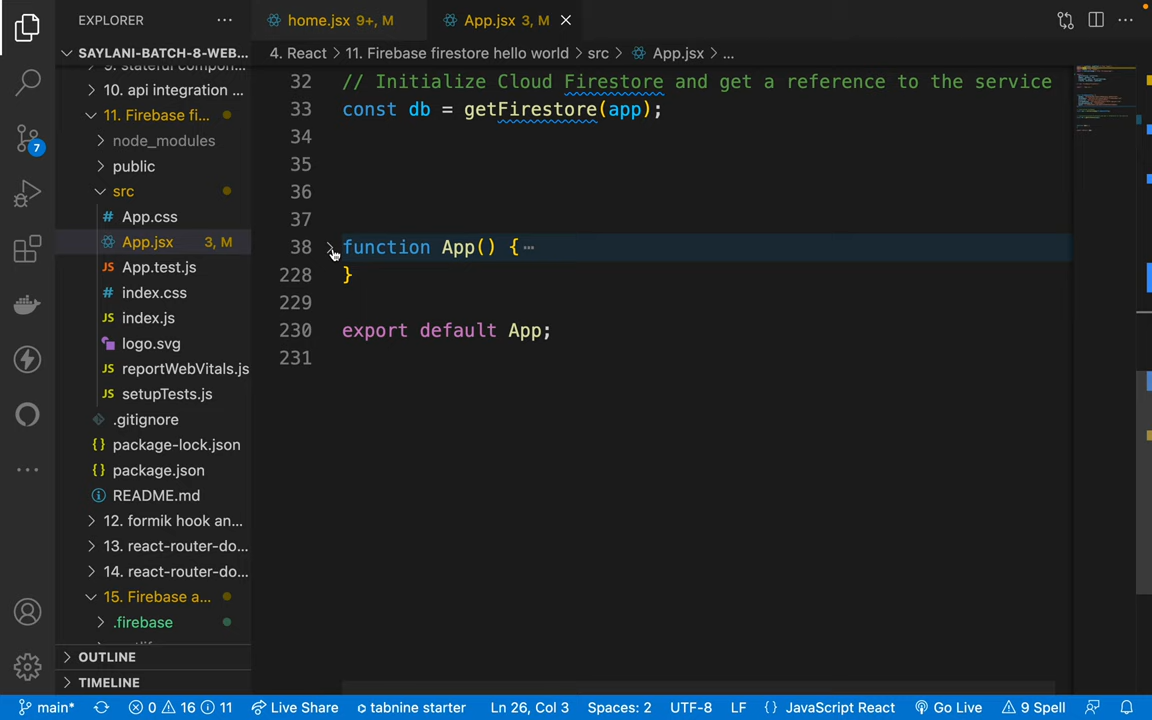 EXPLORER
home.jsx 9+, M
App.jsx 3, M
SAYLANI-BATCH-8-WEB...
4. React > 11. Firebase firestore hello world > src > App.jsx > ...
9. stateful compon...
10. api integration ...
11. Firebase fi...
node_modules
public
src
App.css
App.jsx 3, M
App.test.js
index.css
index.js
logo.svg
reportWebVitals.js
setupTests.js
.gitignore
package-lock.json
package.json
README.md
12. formik hook an...
13. react-router-do...
14. react-router-do...
15. Firebase a...
.firebase
OUTLINE
TIMELINE
7
32 // Initialize Cloud Firestore and get a reference to the service
33 const db = getFirestore(app);
34
35
36
37
38 function App() {
228 }
229
230 export default App;
231
main* 0 16 11 Live Share tabnine starter Ln 26, Col 3 Spaces: 2 UTF-8 LF {} JavaScript React Go Live 9 Spell